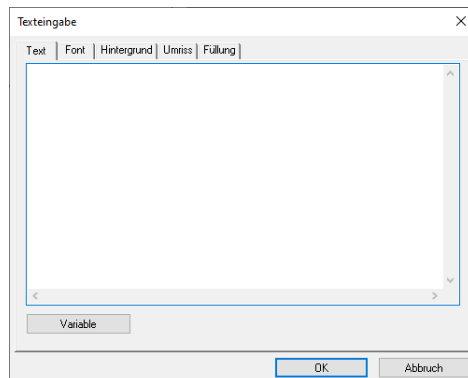 Texteingabe
Text Font Hintergrund Umriss Füllung
Variable
OK Abbruch